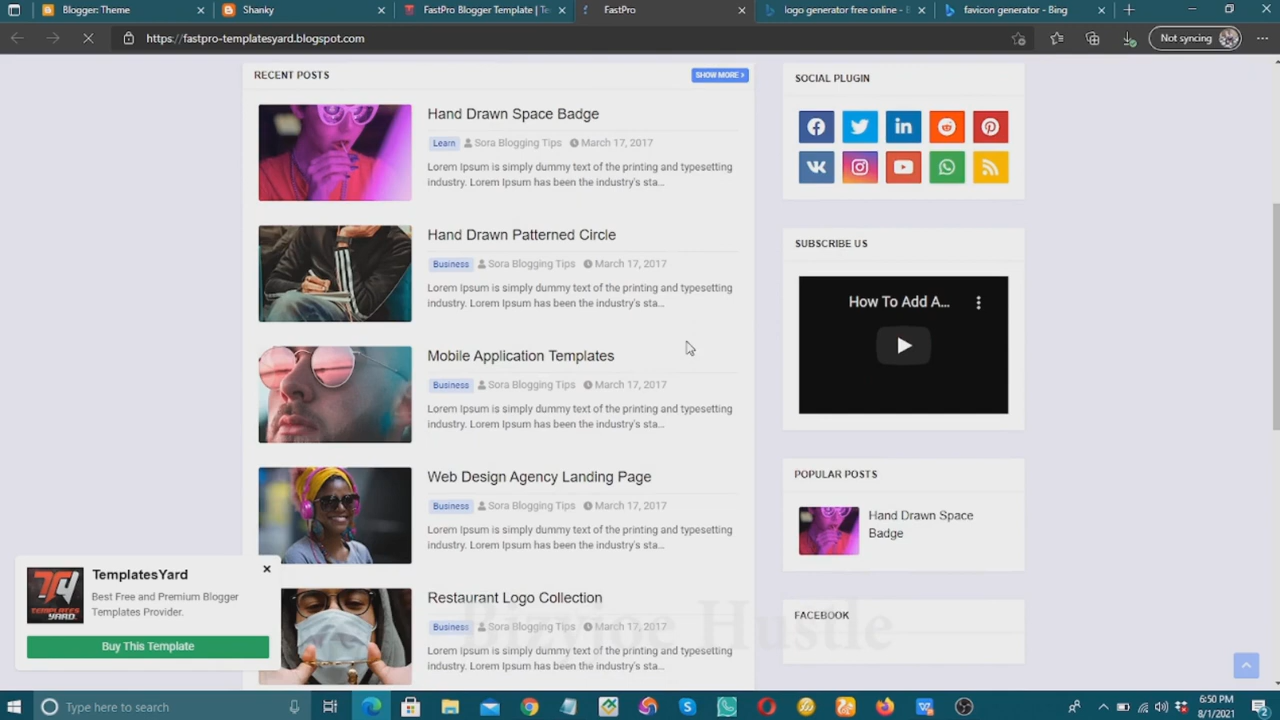 Blogger: Theme
Shanky
FastPro Blogger Template | Te
FastPro
logo generator free online - B
favicon generator - Bing
https://fastpro-templatesyard.blogspot.com
Not syncing
RECENT POSTS
SHOW MORE >
Hand Drawn Space Badge
Learn Sora Blogging Tips March 17, 2017
Lorem Ipsum is simply dummy text of the printing and typesetting
industry. Lorem Ipsum has been the industry's sta...
Hand Drawn Patterned Circle
Business Sora Blogging Tips March 17, 2017
Lorem Ipsum is simply dummy text of the printing and typesetting
industry. Lorem Ipsum has been the industry's sta...
Mobile Application Templates
Business Sora Blogging Tips March 17, 2017
Lorem Ipsum is simply dummy text of the printing and typesetting
industry. Lorem Ipsum has been the industry's sta...
Web Design Agency Landing Page
Business Sora Blogging Tips March 17, 2017
Lorem Ipsum is simply dummy text of the printing and typesetting
industry. Lorem Ipsum has been the industry's sta...
Restaurant Logo Collection
Business Sora Blogging Tips March 17, 2017
Lorem Ipsum is simply dummy text of the printing and typesetting
industry. Lorem Ipsum has been the industry's sta...
SOCIAL PLUGIN
SUBSCRIBE US
How To Add A...
POPULAR POSTS
Hand Drawn Space
Badge
FACEBOOK
TEMPLATES
YARD
TemplatesYard
Best Free and Premium Blogger
Templates Provider.
Buy This Template
Hustle
Type here to search
6:50 PM
8/1/2021
2